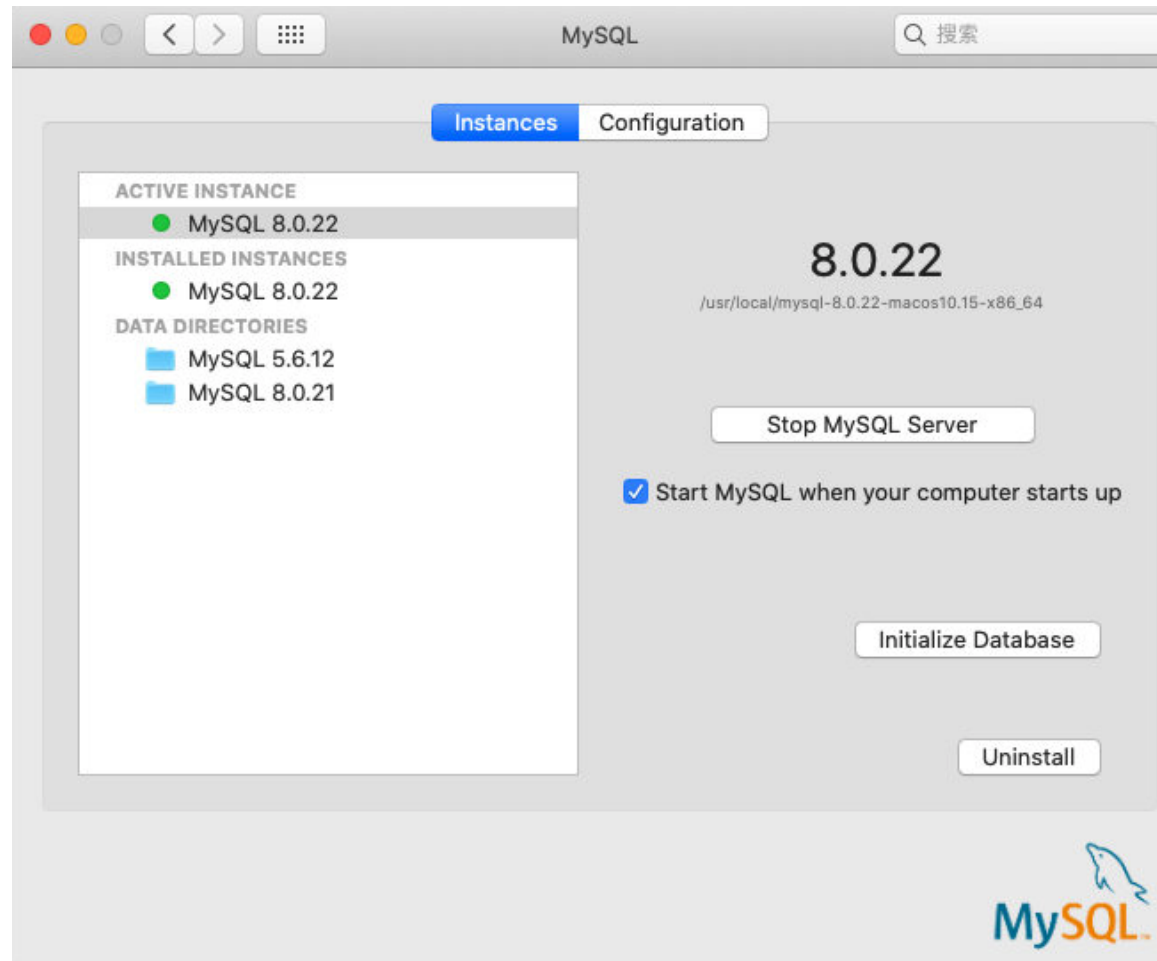 MySQL
搜索
Instances
Configuration
ACTIVE INSTANCE
MySQL 8.0.22
INSTALLED INSTANCES
MySQL 8.0.22
DATA DIRECTORIES
MySQL 5.6.12
MySQL 8.0.21
8.0.22
/usr/local/mysql-8.0.22-macos10.15-x86_64
Stop MySQL Server
Start MySQL when your computer starts up
Initialize Database
Uninstall
MySQL